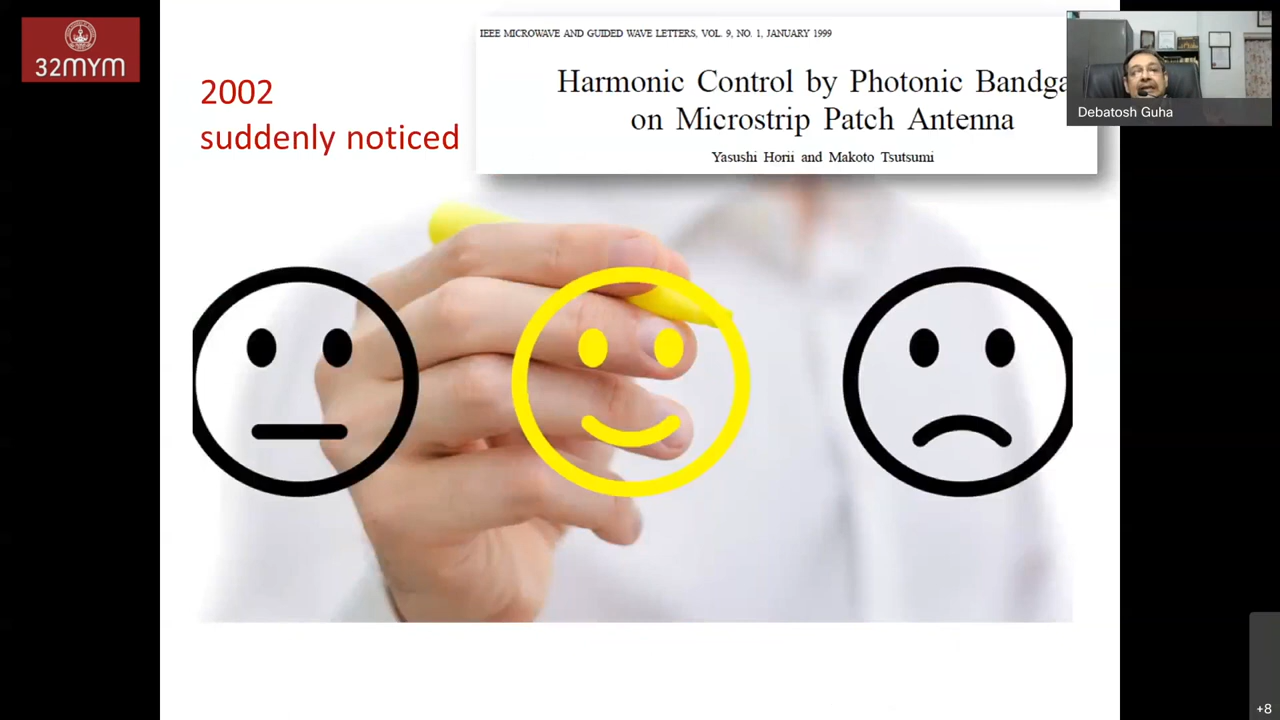 32MYM
2002
suddenly noticed
IEEE MICROWAVE AND GUIDED WAVE LETTERS, VOL. 9, NO. 1, JANUARY 1999
Harmonic Control by Photonic Bandga
on Microstrip Patch Antenna
Yasushi Horii and Makoto Tsutsumi
Debatosh Guha
+8